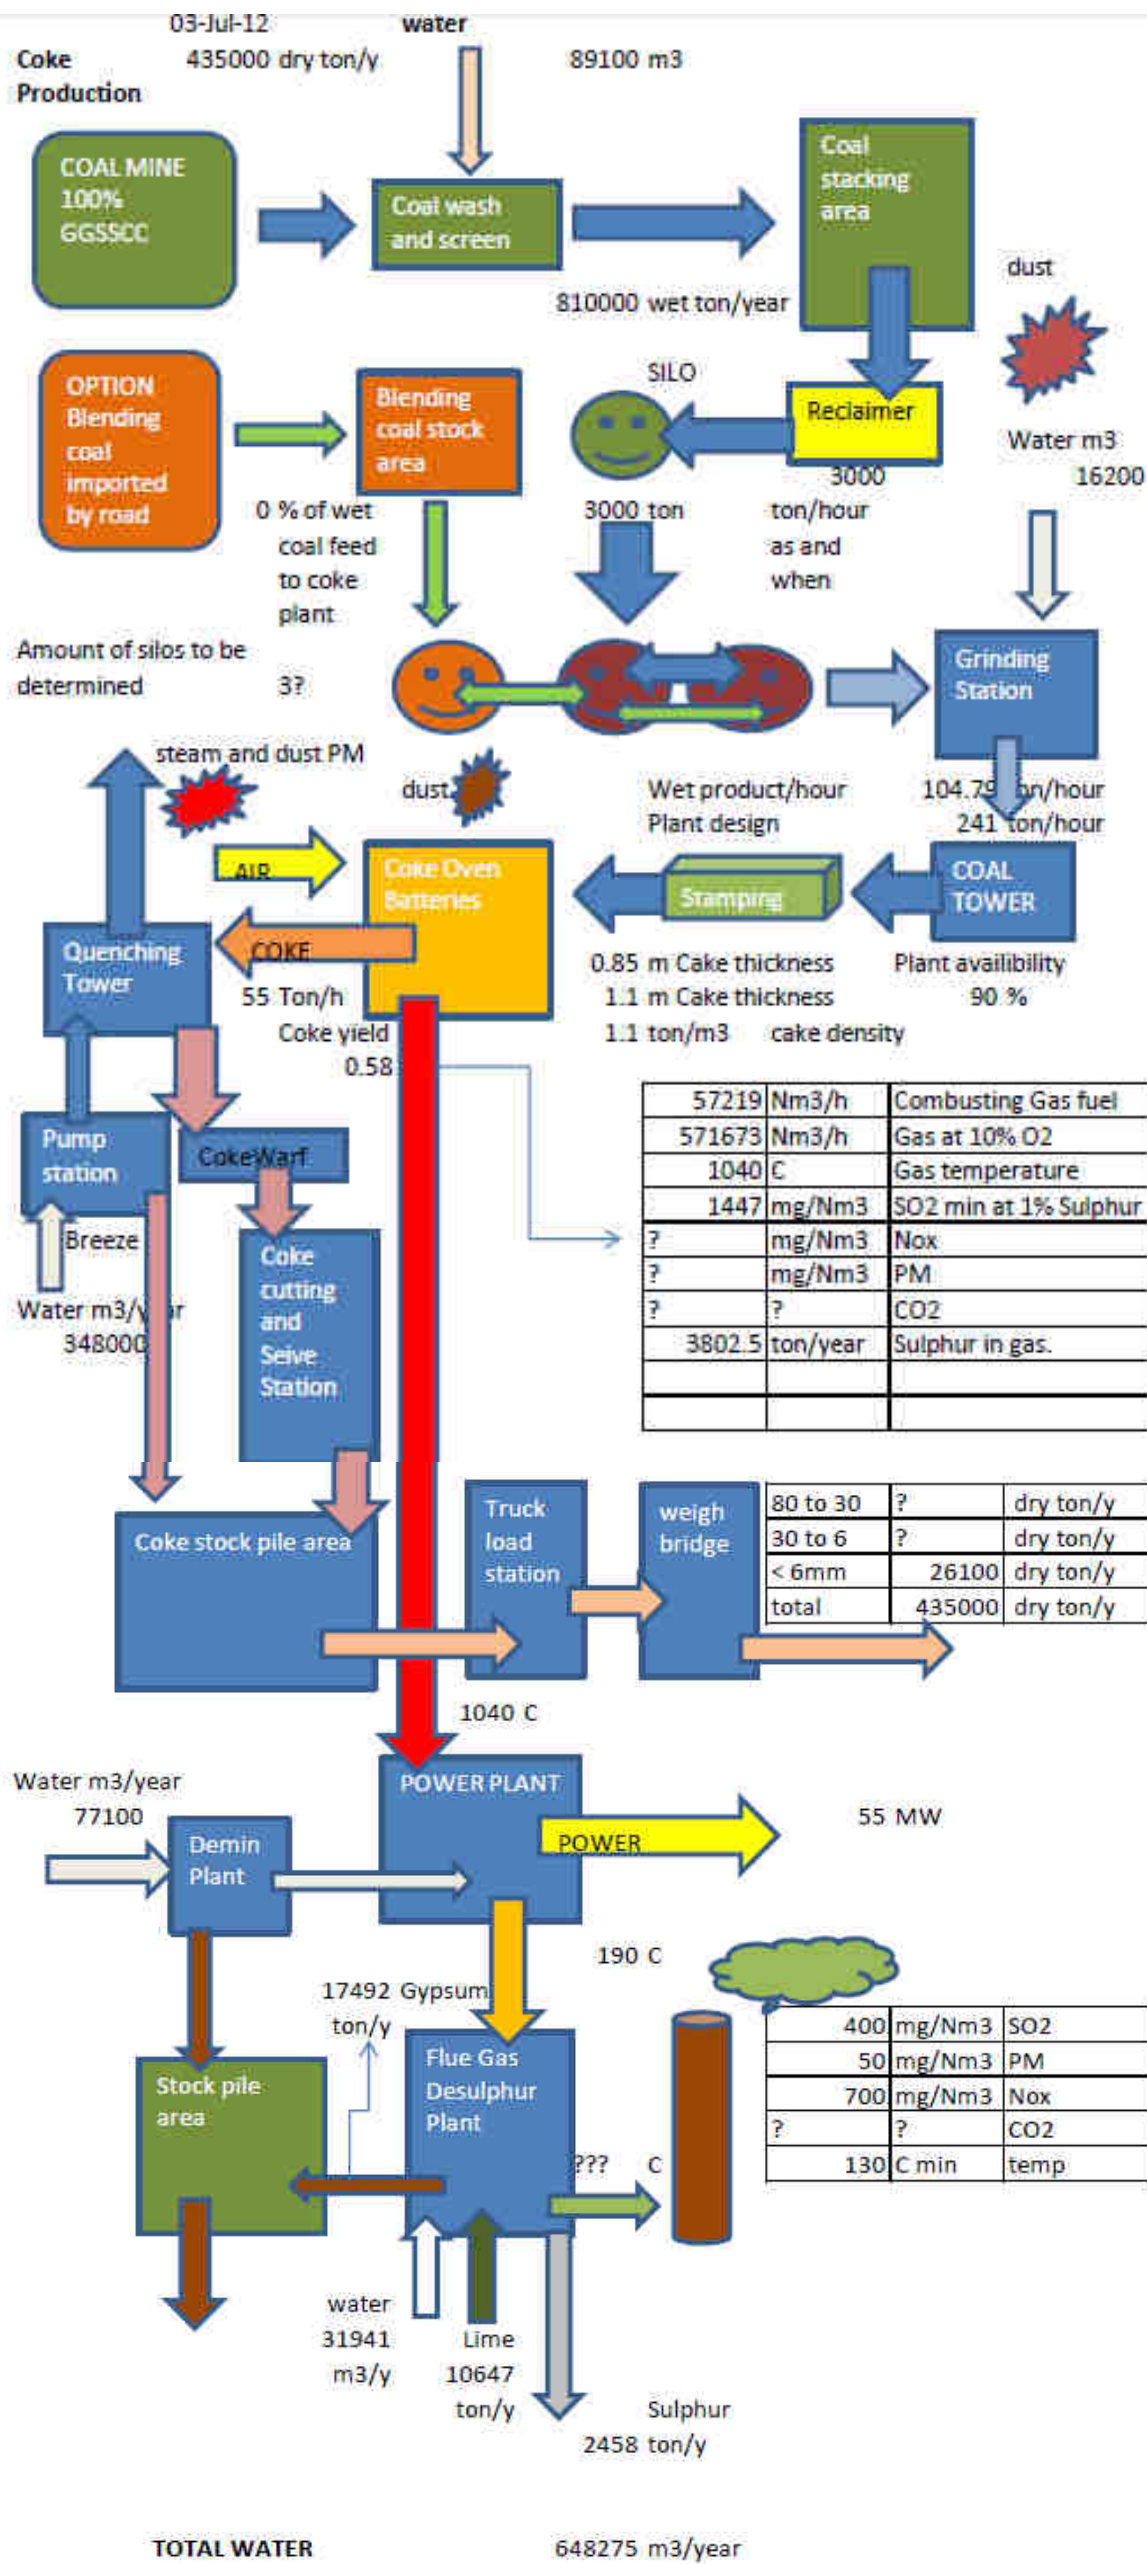 03-Jul-12 water
Coke 435000 dry ton/y 89100 m3
Production
COAL MINE
100%
GGSSCC
Coal wash
and screen
Coal
stacking
area
dust
810000 wet ton/year
OPTION
Blending
coal
imported
by road
Blending
coal stock
area
SILO
Reclaimer
Water m3
16200
3000
0 % of wet
coal feed
to coke
plant
3000 ton
ton/hour
as and
when
Amount of silos to be
determined 3?
Grinding
Station
steam and dust PM
dust
Wet product/hour 104.79 ton/hour
Plant design 241 ton/hour
AIR
Coke Oven
Batteries
Stamping
COAL
TOWER
Quenching
Tower
COKE
55 Ton/h
Coke yield
0.58
0.85 m Cake thickness
1.1 m Cake thickness
1.1 ton/m3 cake density
Plant availibility
90 %
57219 Nm3/h Combusting Gas fuel
571673 Nm3/h Gas at 10% O2
1040 C Gas temperature
1447 mg/Nm3 SO2 min at 1% Sulphur
? mg/Nm3 Nox
? mg/Nm3 PM
? ? CO2
3802.5 ton/year Sulphur in gas.
Pump
station
CokeWarf
Breeze
Water m3/year
348000
Coke
cutting
and
Seive
Station
Coke stock pile area
Truck
load
station
weigh
bridge
80 to 30 ? dry ton/y
30 to 6 ? dry ton/y
< 6mm 26100 dry ton/y
total 435000 dry ton/y
1040 C
Water m3/year
77100
POWER PLANT
55 MW
Demin
Plant
POWER
190 C
17492 Gypsum
ton/y
Flue Gas
Desulphur
Plant
Stock pile
area
400 mg/Nm3 SO2
50 mg/Nm3 PM
700 mg/Nm3 Nox
? ? CO2
130 C min temp
??? C
water
31941
m3/y
Lime
10647
ton/y
Sulphur
2458 ton/y
TOTAL WATER 648275 m3/year